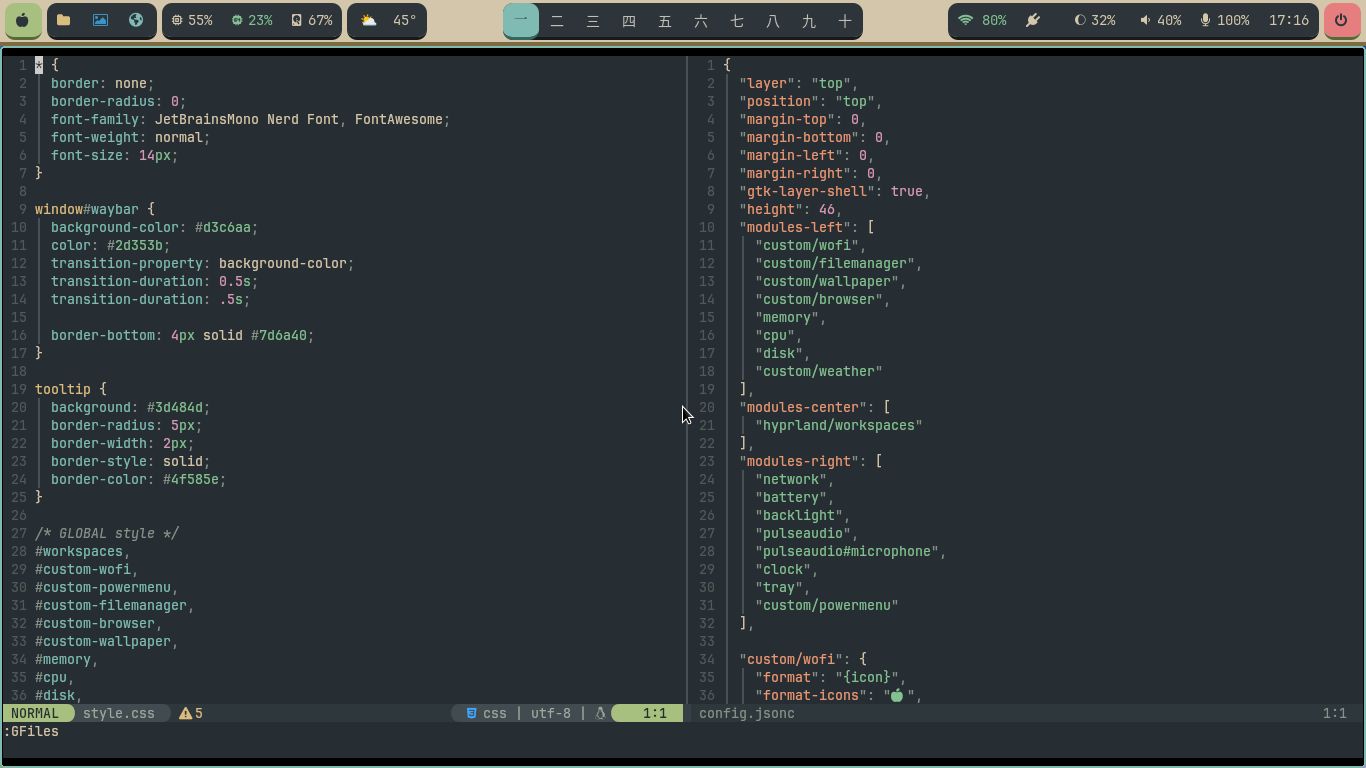 55% 23% 67% 45° 一 二 三 四 五 六 七 八 九 十 80% 32% 40% 100% 17:16
1 * {
2 border: none;
3 border-radius: 0;
4 font-family: JetBrainsMono Nerd Font, FontAwesome;
5 font-weight: normal;
6 font-size: 14px;
7 }
8
9 window#waybar {
10 background-color: #d3c6aa;
11 color: #2d353b;
12 transition-property: background-color;
13 transition-duration: 0.5s;
14 transition-duration: .5s;
15
16 border-bottom: 4px solid #7d6a40;
17 }
18
19 tooltip {
20 background: #3d484d;
21 border-radius: 5px;
22 border-width: 2px;
23 border-style: solid;
24 border-color: #4f585e;
25 }
26
27 /* GLOBAL style */
28 #workspaces,
29 #custom-wofi,
30 #custom-powermenu,
31 #custom-filemanager,
32 #custom-browser,
33 #custom-wallpaper,
34 #memory,
35 #cpu,
36 #disk,
NORMAL style.css 5 css | utf-8 | 1:1
:GFiles
1 {
2 "layer": "top",
3 "position": "top",
4 "margin-top": 0,
5 "margin-bottom": 0,
6 "margin-left": 0,
7 "margin-right": 0,
8 "gtk-layer-shell": true,
9 "height": 46,
10 "modules-left": [
11 "custom/wofi",
12 "custom/filemanager",
13 "custom/wallpaper",
14 "custom/browser",
15 "memory",
16 "cpu",
17 "disk",
18 "custom/weather"
19 ],
20 "modules-center": [
21 "hyprland/workspaces"
22 ],
23 "modules-right": [
24 "network",
25 "battery",
26 "backlight",
27 "pulseaudio",
28 "pulseaudio#microphone",
29 "clock",
30 "tray",
31 "custom/powermenu"
32 ],
33
34 "custom/wofi": {
35 "format": "{icon}",
36 "format-icons": " ",
config.jsonc 1:1